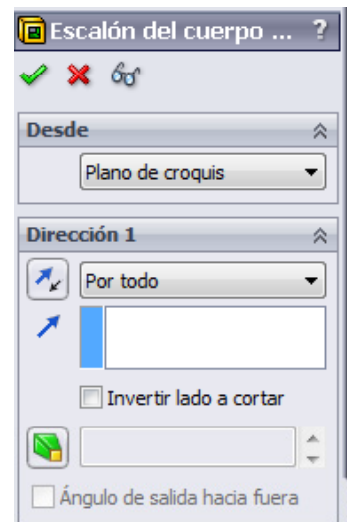 Escalón del cuerpo ... ?
Desde
Plano de croquis
Dirección 1
Por todo
Invertir lado a cortar
Ángulo de salida hacia fuera